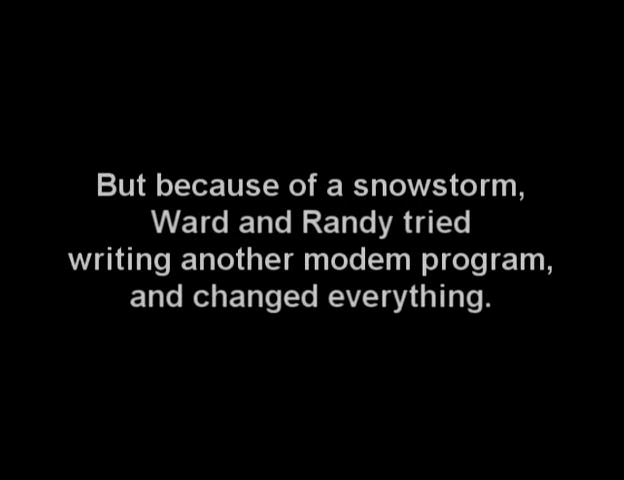 But because of a snowstorm,
Ward and Randy tried
writing another modem program,
and changed everything.